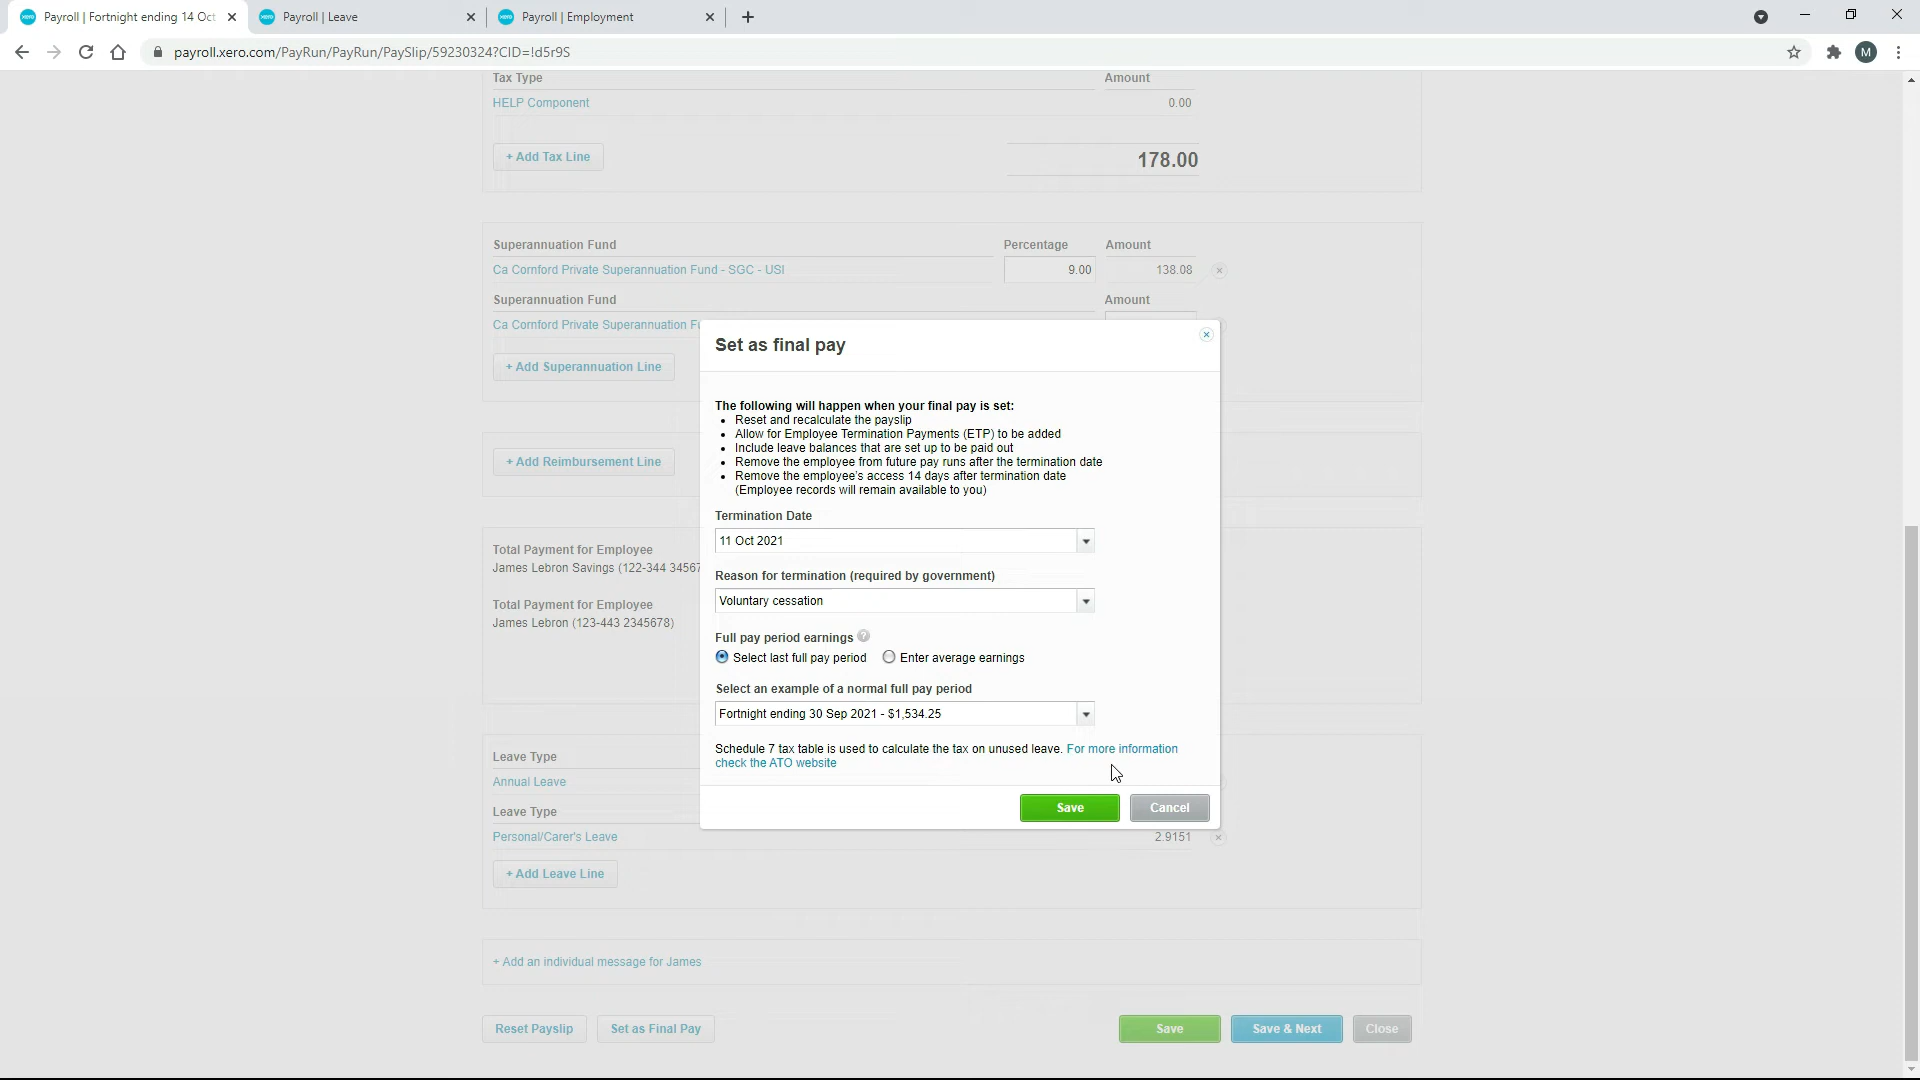 Payroll | Fortnight ending 14 Oct
Payroll | Leave
Payroll | Employment
payroll.xero.com/PayRun/PayRun/PaySlip/59230324?CID=!d5r9S
M
Tax Type Amount
HELP Component 0.00
+ Add Tax Line 178.00
Superannuation Fund Percentage Amount
Ca Cornford Private Superannuation Fund - SGC - USI 9.00 138.08
Superannuation Fund Amount
Ca Cornford Private Superannuation Fu
+ Add Superannuation Line
+ Add Reimbursement Line
Total Payment for Employee
James Lebron Savings (122-344 34567
Total Payment for Employee
James Lebron (123-443 2345678)
Leave Type
Annual Leave
Leave Type
Personal/Carer's Leave 2.9151
+ Add Leave Line
+ Add an individual message for James
Reset Payslip Set as Final Pay Save Save & Next Close
Set as final pay
The following will happen when your final pay is set:
• Reset and recalculate the payslip
• Allow for Employee Termination Payments (ETP) to be added
• Include leave balances that are set up to be paid out
• Remove the employee from future pay runs after the termination date
• Remove the employee's access 14 days after termination date
(Employee records will remain available to you)
Termination Date
11 Oct 2021
Reason for termination (required by government)
Voluntary cessation
Full pay period earnings ?
Select last full pay period Enter average earnings
Select an example of a normal full pay period
Fortnight ending 30 Sep 2021 - $1,534.25
Schedule 7 tax table is used to calculate the tax on unused leave. For more information
check the ATO website
Save Cancel